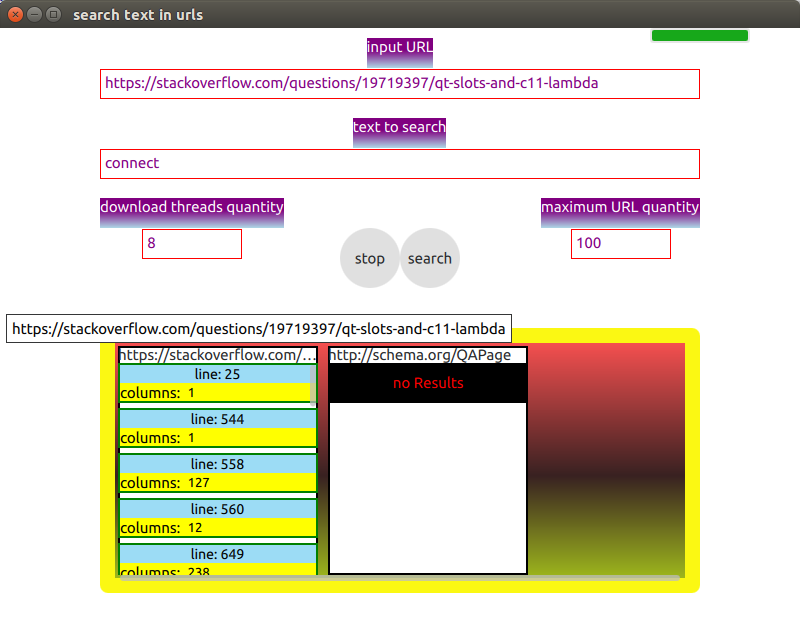 search text in urls
input URL
https://stackoverflow.com/questions/19719397/qt-slots-and-c11-lambda
text to search
connect
download threads quantity
maximum URL quantity
8
stop
search
100
https://stackoverflow.com/questions/19719397/qt-slots-and-c11-lambda
https://stackoverflow.com/...
http://schema.org/QAPage
line: 25
columns: 1
no Results
line: 544
columns: 1
line: 558
columns: 127
line: 560
columns: 12
line: 649
columns: 238